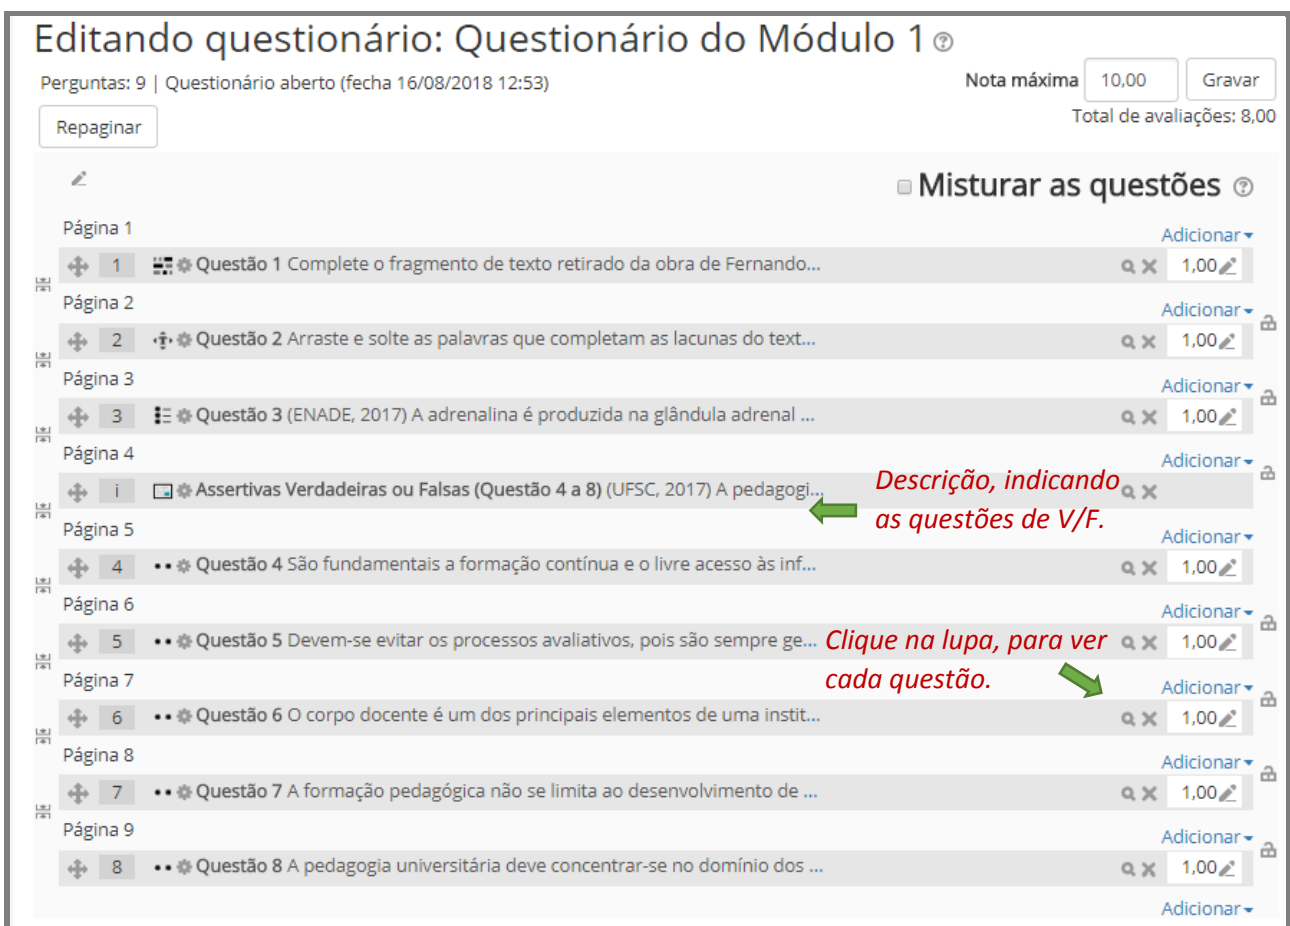 Editando questionário: Questionário do Módulo 1
Perguntas: 9 | Questionário aberto (fecha 16/08/2018 12:53)
Nota máxima 10,00 Gravar
Total de avaliações: 8,00
Repaginar
Misturar as questões
Página 1
Adicionar
1 Questão 1 Complete o fragmento de texto retirado da obra de Fernando... 1,00
Página 2
Adicionar
2 Questão 2 Arraste e solte as palavras que completam as lacunas do text... 1,00
Página 3
Adicionar
3 Questão 3 (ENADE, 2017) A adrenalina é produzida na glândula adrenal ... 1,00
Página 4
Adicionar
i Assertivas Verdadeiras ou Falsas (Questão 4 a 8) (UFSC, 2017) A pedagogi...
Descrição, indicando
as questões de V/F.
Página 5
Adicionar
4 Questão 4 São fundamentais a formação contínua e o livre acesso às inf... 1,00
Página 6
Adicionar
5 Questão 5 Devem-se evitar os processos avaliativos, pois são sempre ge... 1,00
Clique na lupa, para ver
cada questão.
Página 7
Adicionar
6 Questão 6 O corpo docente é um dos principais elementos de uma instit... 1,00
Página 8
Adicionar
7 Questão 7 A formação pedagógica não se limita ao desenvolvimento de ... 1,00
Página 9
Adicionar
8 Questão 8 A pedagogia universitária deve concentrar-se no domínio dos ... 1,00
Adicionar